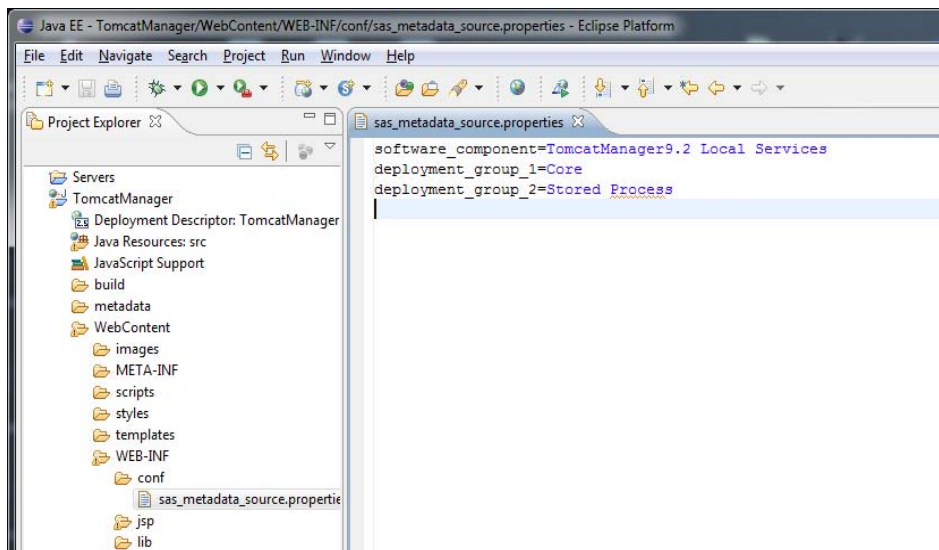 Java EE - TomcatManager/WebContent/WEB-INF/conf/sas_metadata_source.properties - Eclipse Platform
File Edit Navigate Search Project Run Window Help
Project Explorer
sas_metadata_source.properties
software_component=TomcatManager9.2 Local Services
deployment_group_1=Core
deployment_group_2=Stored Process
Servers
TomcatManager
Deployment Descriptor: TomcatManager
Java Resources: src
JavaScript Support
build
metadata
WebContent
images
META-INF
scripts
styles
templates
WEB-INF
conf
sas_metadata_source.propertie
jsp
lib